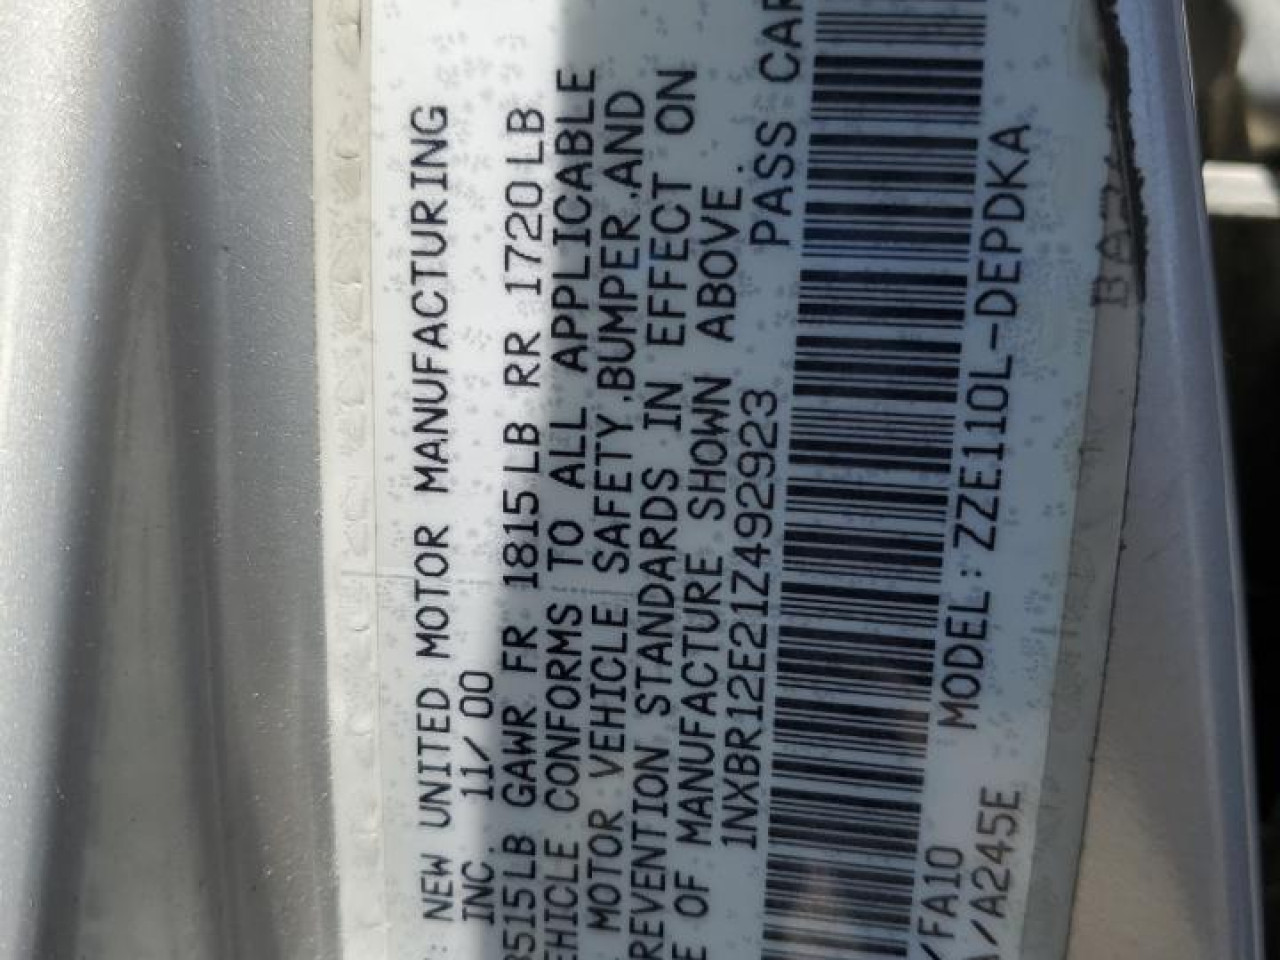 : NEW UNITED MOTOR MANUFACTURING
INC. 11/00
3515LB GAWR FR 1815LB RR 1720LB
EHICLE CONFORMS TO ALL APPLICABLE
MOTOR VEHICLE SAFETY.BUMPER.AND
REVENTION STANDARDS IN EFFECT ON
E OF MANUFACTURE SHOWN ABOVE.
1NXBR12E21Z492923 PASS CAR
/FA10 MODEL: ZZE110L-DEPDKA
/A245E